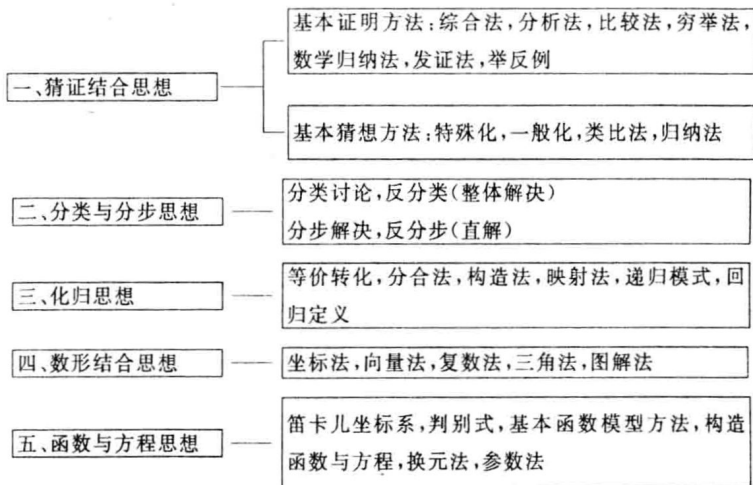 基本证明方法:综合法,分析法,比较法,穷举法,
数学归纳法,发证法,举反例
一、猜证结合思想
基本猜想方法:特殊化,一般化,类比法,归纳法
二、分类与分步思想
分类讨论,反分类(整体解决)
分步解决,反分步(直解)
三、化归思想
等价转化,分合法,构造法,映射法,递归模式,回
归定义
四、数形结合思想
坐标法,向量法,复数法,三角法,图解法
五、函数与方程思想
笛卡儿坐标系,判别式,基本函数模型方法,构造
函数与方程,换元法,参数法